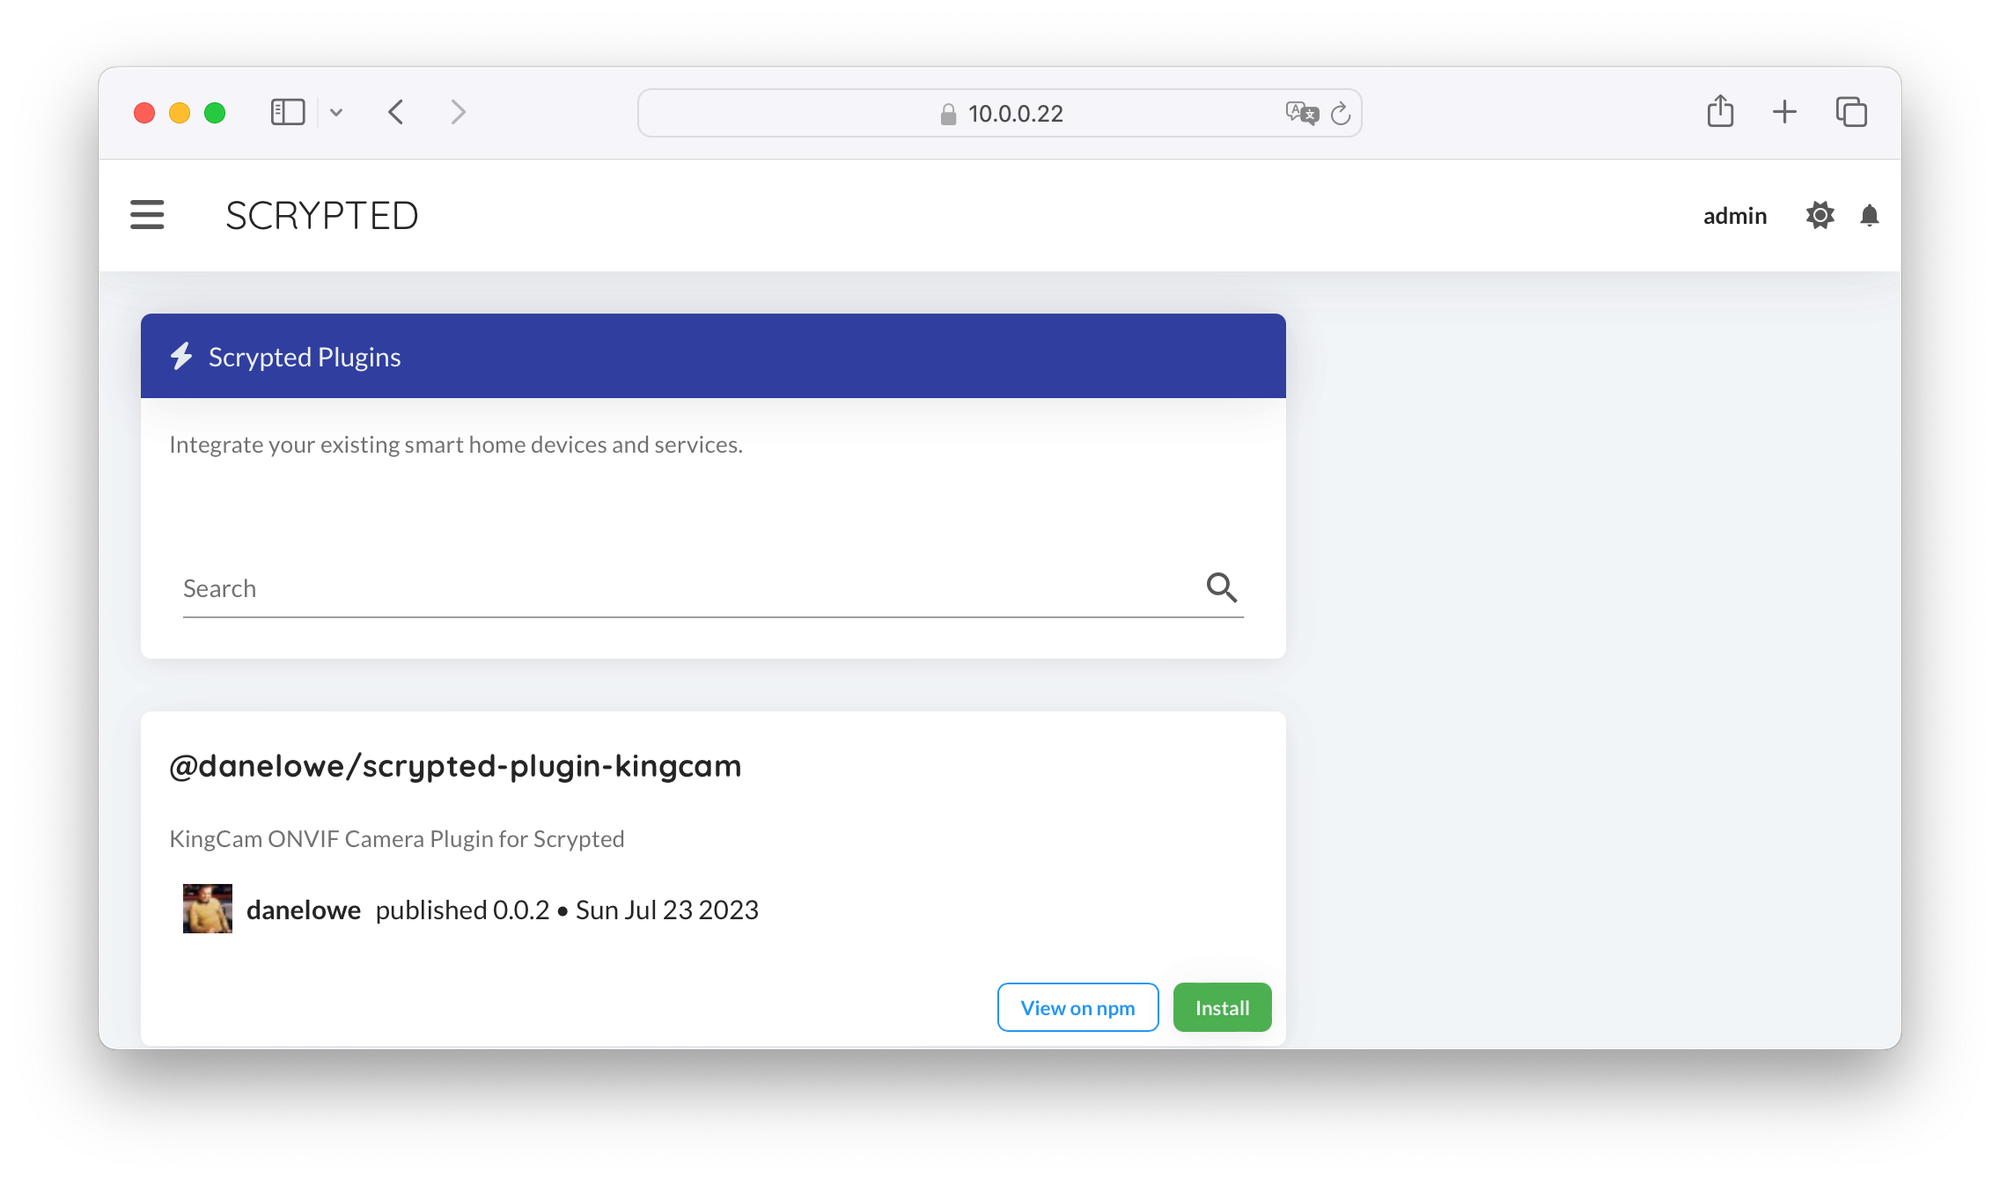 10.0.0.22
SCRYPTED
admin
Scrypted Plugins
Integrate your existing smart home devices and services.
Search
@danelowe/scrypted-plugin-kingcam
KingCam ONVIF Camera Plugin for Scrypted
danelowe published 0.0.2 • Sun Jul 23 2023
View on npm
Install